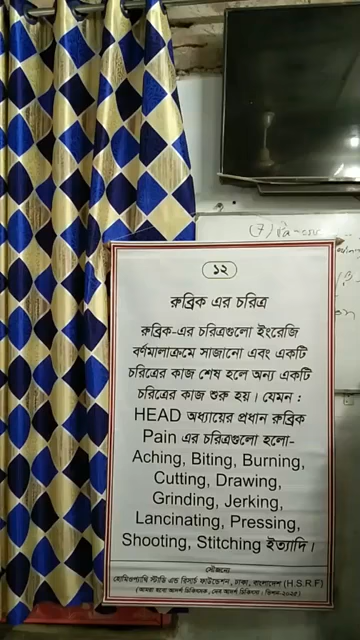 ১২
রুব্রিক এর চরিত্র
রুব্রিক-এর চরিত্রগুলো ইংরেজি
বর্ণমালাক্রমে সাজানো এবং একটি
চরিত্রের কাজ শেষ হলে অন্য একটি
চরিত্রের কাজ শুরু হয়। যেমন :
HEAD অধ্যায়ের প্রধান রুব্রিক
Pain এর চরিত্রগুলো হলো-
Aching, Biting, Burning,
Cutting, Drawing,
Grinding, Jerking,
Lancinating, Pressing,
Shooting, Stitching ইত্যাদি।
সৌজন্যে
হোমিওপ্যাথি স্টাডি এন্ড রিসার্চ ফাউন্ডেশন, ঢাকা, বাংলাদেশ (H.S.R.F)
(7)